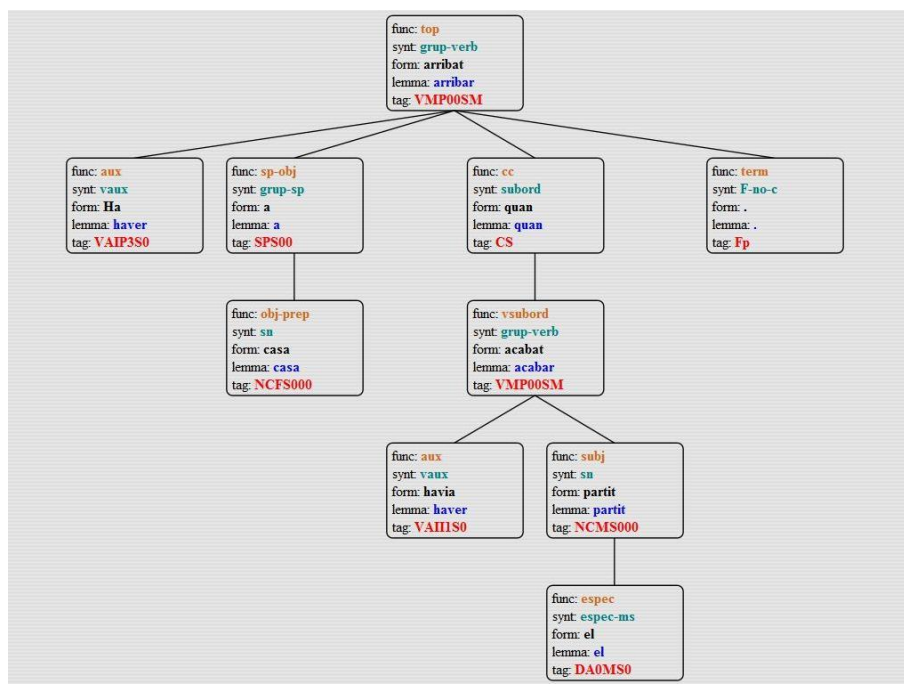 func: top
synt: grup-verb
form: arribat
lemma: arribar
tag: VMP00SM
func: aux
synt: vaux
form: Ha
lemma: haver
tag: VAIP3S0
func: sp-obj
synt: grup-sp
form: a
lemma: a
tag: SPS00
func: cc
synt: subord
form: quan
lemma: quan
tag: CS
func: term
synt: F-no-c
form: .
lemma: .
tag: Fp
func: obj-prep
synt: sn
form: casa
lemma: casa
tag: NCFS000
func: vsubord
synt: grup-verb
form: acabat
lemma: acabar
tag: VMP00SM
func: aux
synt: vaux
form: havia
lemma: haver
tag: VAII1S0
func: subj
synt: sn
form: partit
lemma: partit
tag: NCMS000
func: espec
synt: espec-ms
form: el
lemma: el
tag: DA0MS0